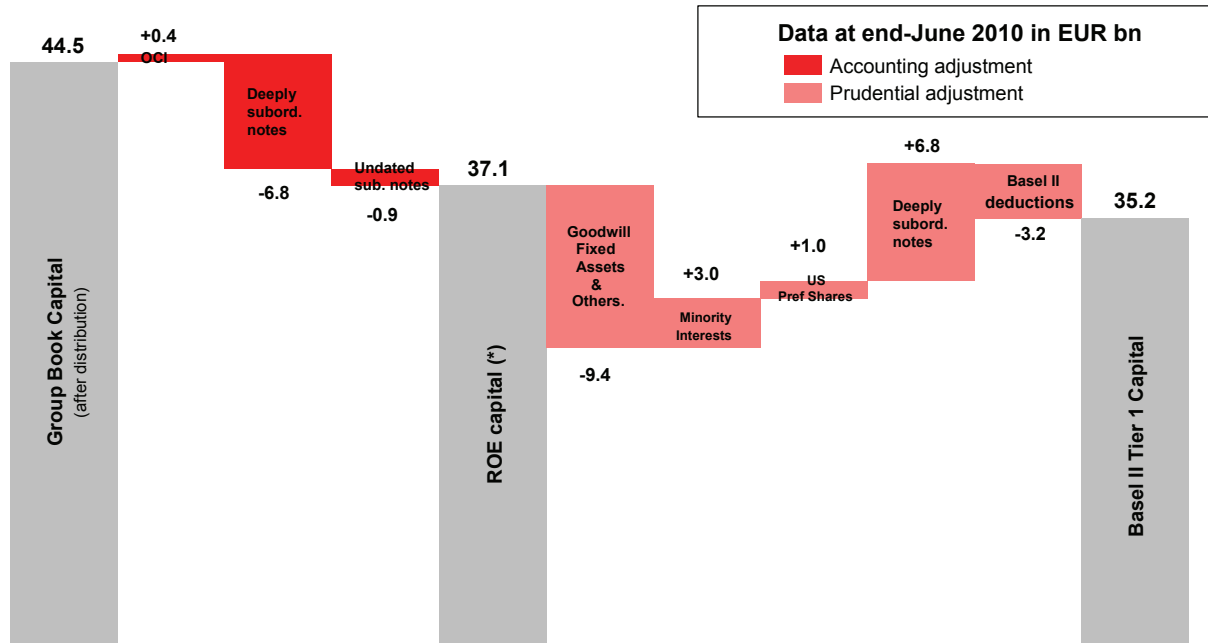 Data at end-June 2010 in EUR bn
Accounting adjustment
Prudential adjustment
44.5
Group Book Capital
(after distribution)
+0.4
OCI
Deeply
subord.
notes
-6.8
Undated
sub. notes
-0.9
37.1
ROE capital (*)
Goodwill
Fixed
Assets
&
Others.
-9.4
+3.0
Minority
Interests
+1.0
US
Pref Shares
+6.8
Deeply
subord.
notes
Basel II
deductions
-3.2
35.2
Basel II Tier 1 Capital